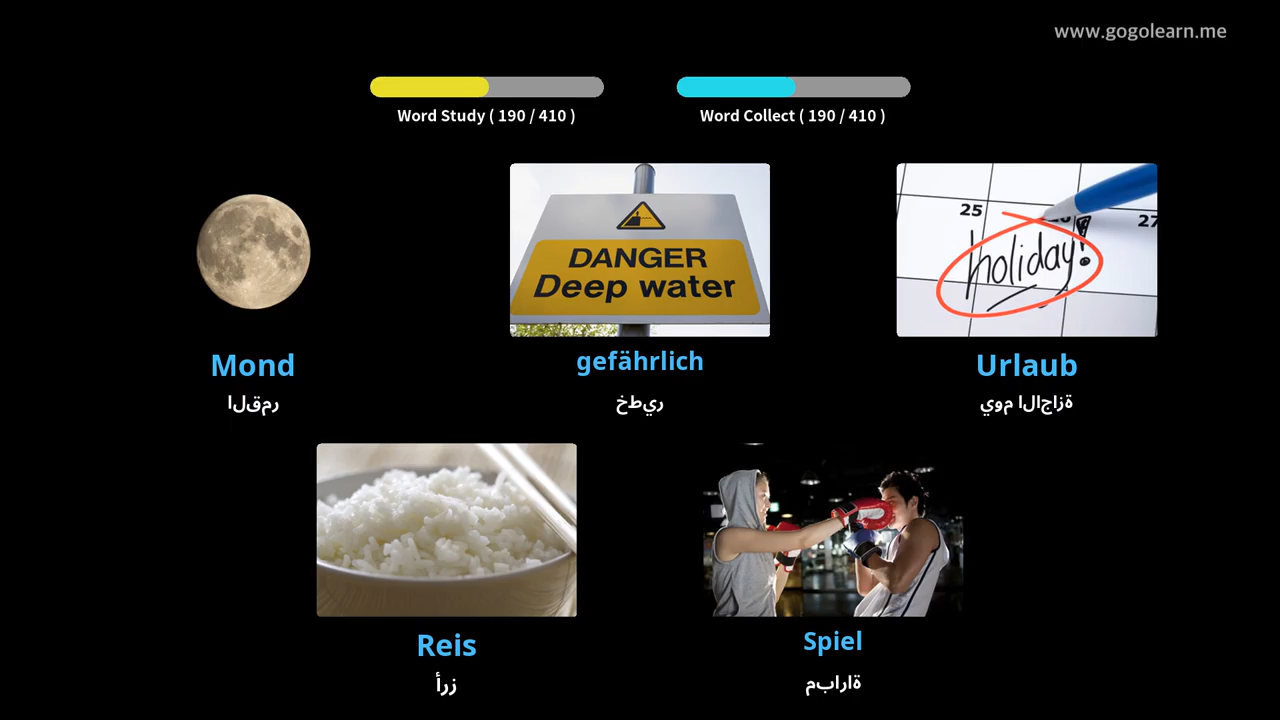 www.gogolearn.me
Word Study ( 190 / 410 )
Word Collect ( 190 / 410 )
DANGER
Deep water
25
26
27
holiday!
Mond
gefährlich
Urlaub
القمر
خطير
يوم الاجازة
Reis
Spiel
أرز
مباراة